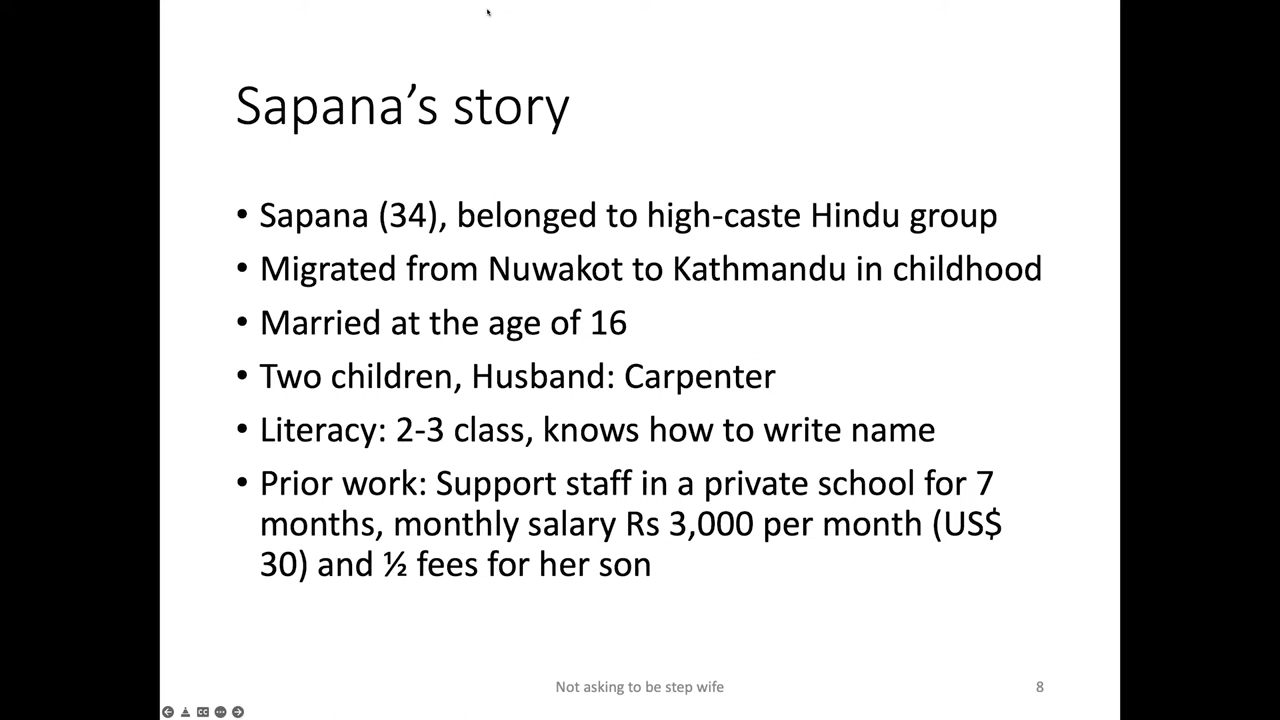 Sapana’s story
• Sapana (34), belonged to high-caste Hindu group
• Migrated from Nuwakot to Kathmandu in childhood
• Married at the age of 16
• Two children, Husband: Carpenter
• Literacy: 2-3 class, knows how to write name
• Prior work: Support staff in a private school for 7
months, monthly salary Rs 3,000 per month (US$
30) and ½ fees for her son
Not asking to be step wife
8